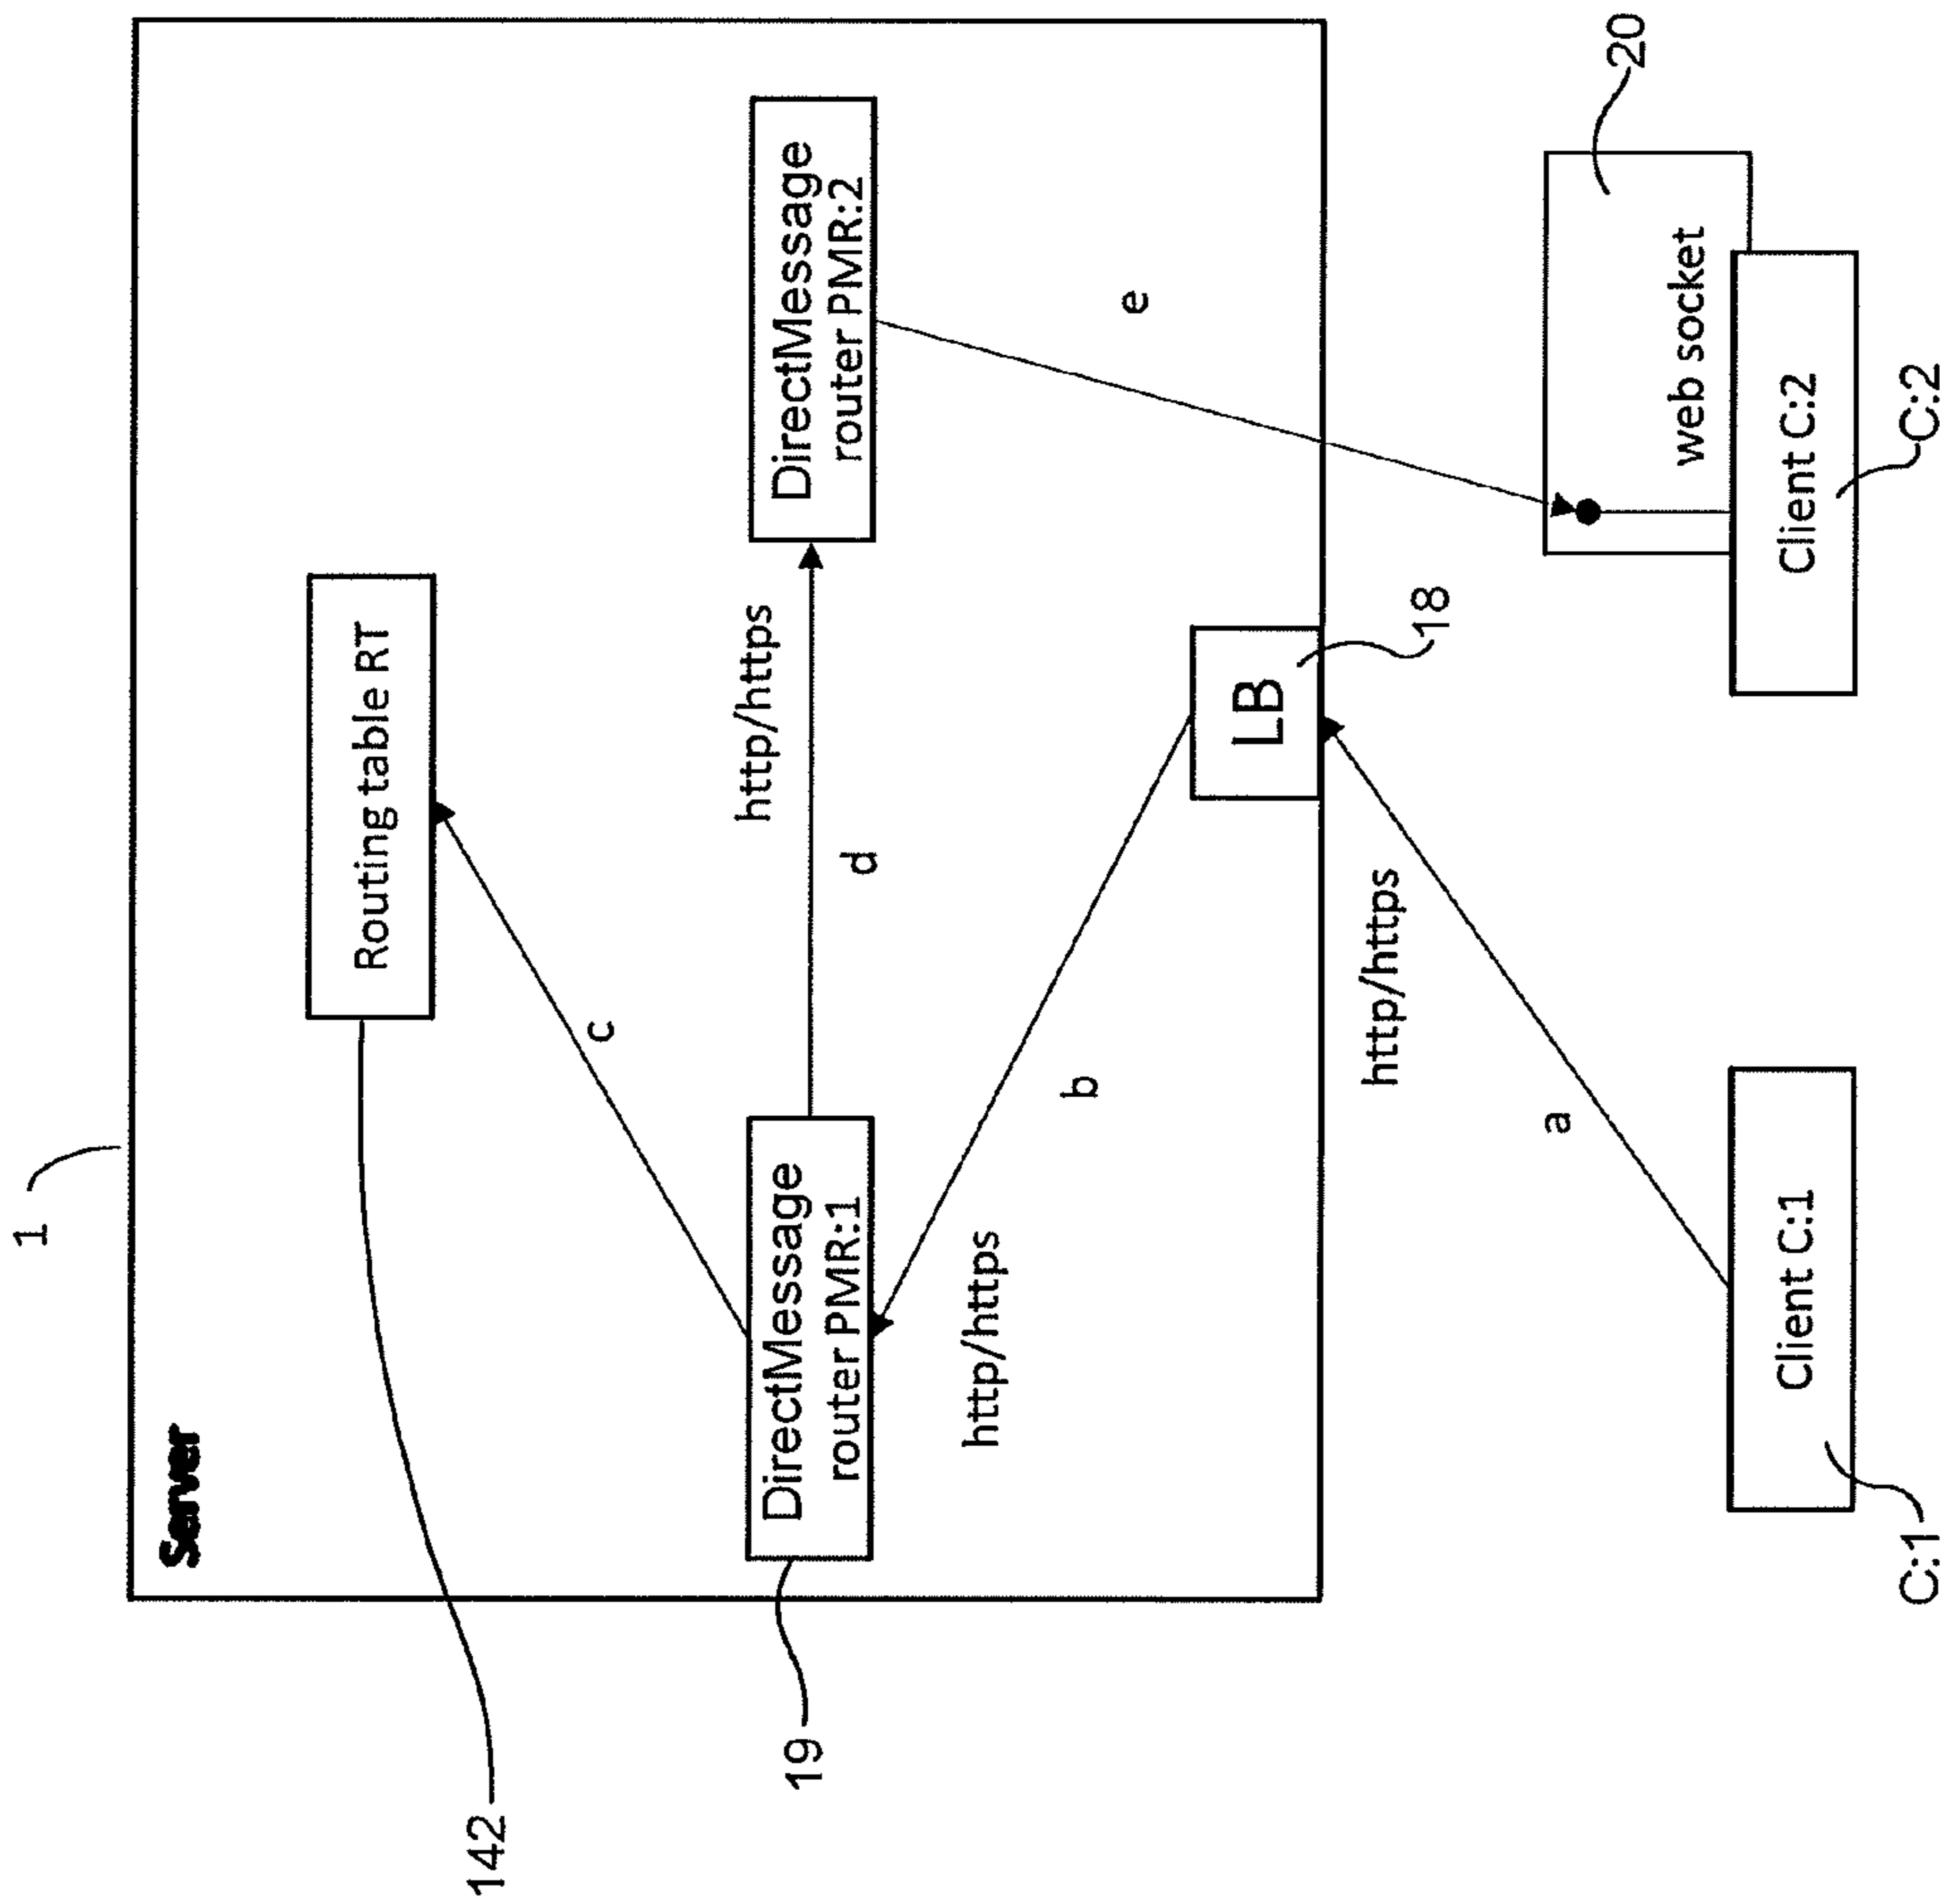 1
Server
Routing table RT
142
c
DirectMessage
router PMR:1
19
http/https
d
DirectMessage
router PMR:2
b
http/https
LB
18
e
http/https
a
web socket
20
Client C:1
C:1
Client C:2
C:2